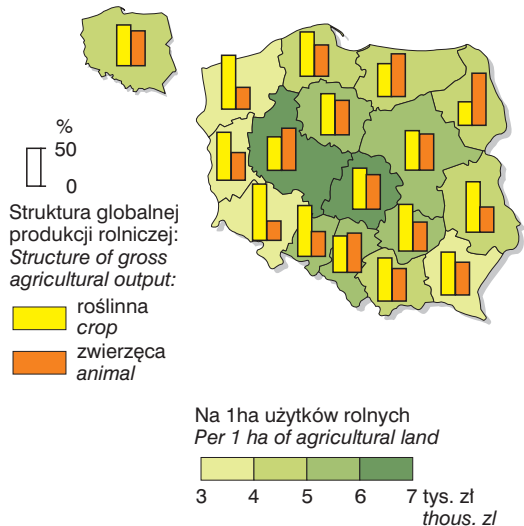 %
50
0
Struktura globalnej
produkcji rolniczej:
Structure of gross
agricultural output:
roślinna
crop
zwierzęca
animal
Na 1ha użytków rolnych
Per 1 ha of agricultural land
3 4 5 6 7 tys. zł
thous. zl